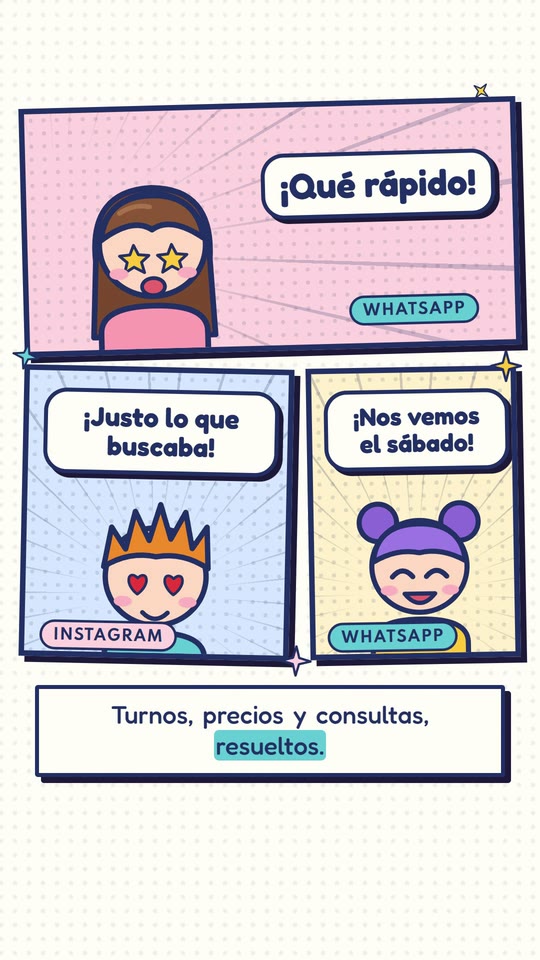 ¡Qué rápido!
WHATSAPP
¡Justo lo que
buscaba!
INSTAGRAM
¡Nos vemos
el sábado!
WHATSAPP
Turnos, precios y consultas,
resueltos.